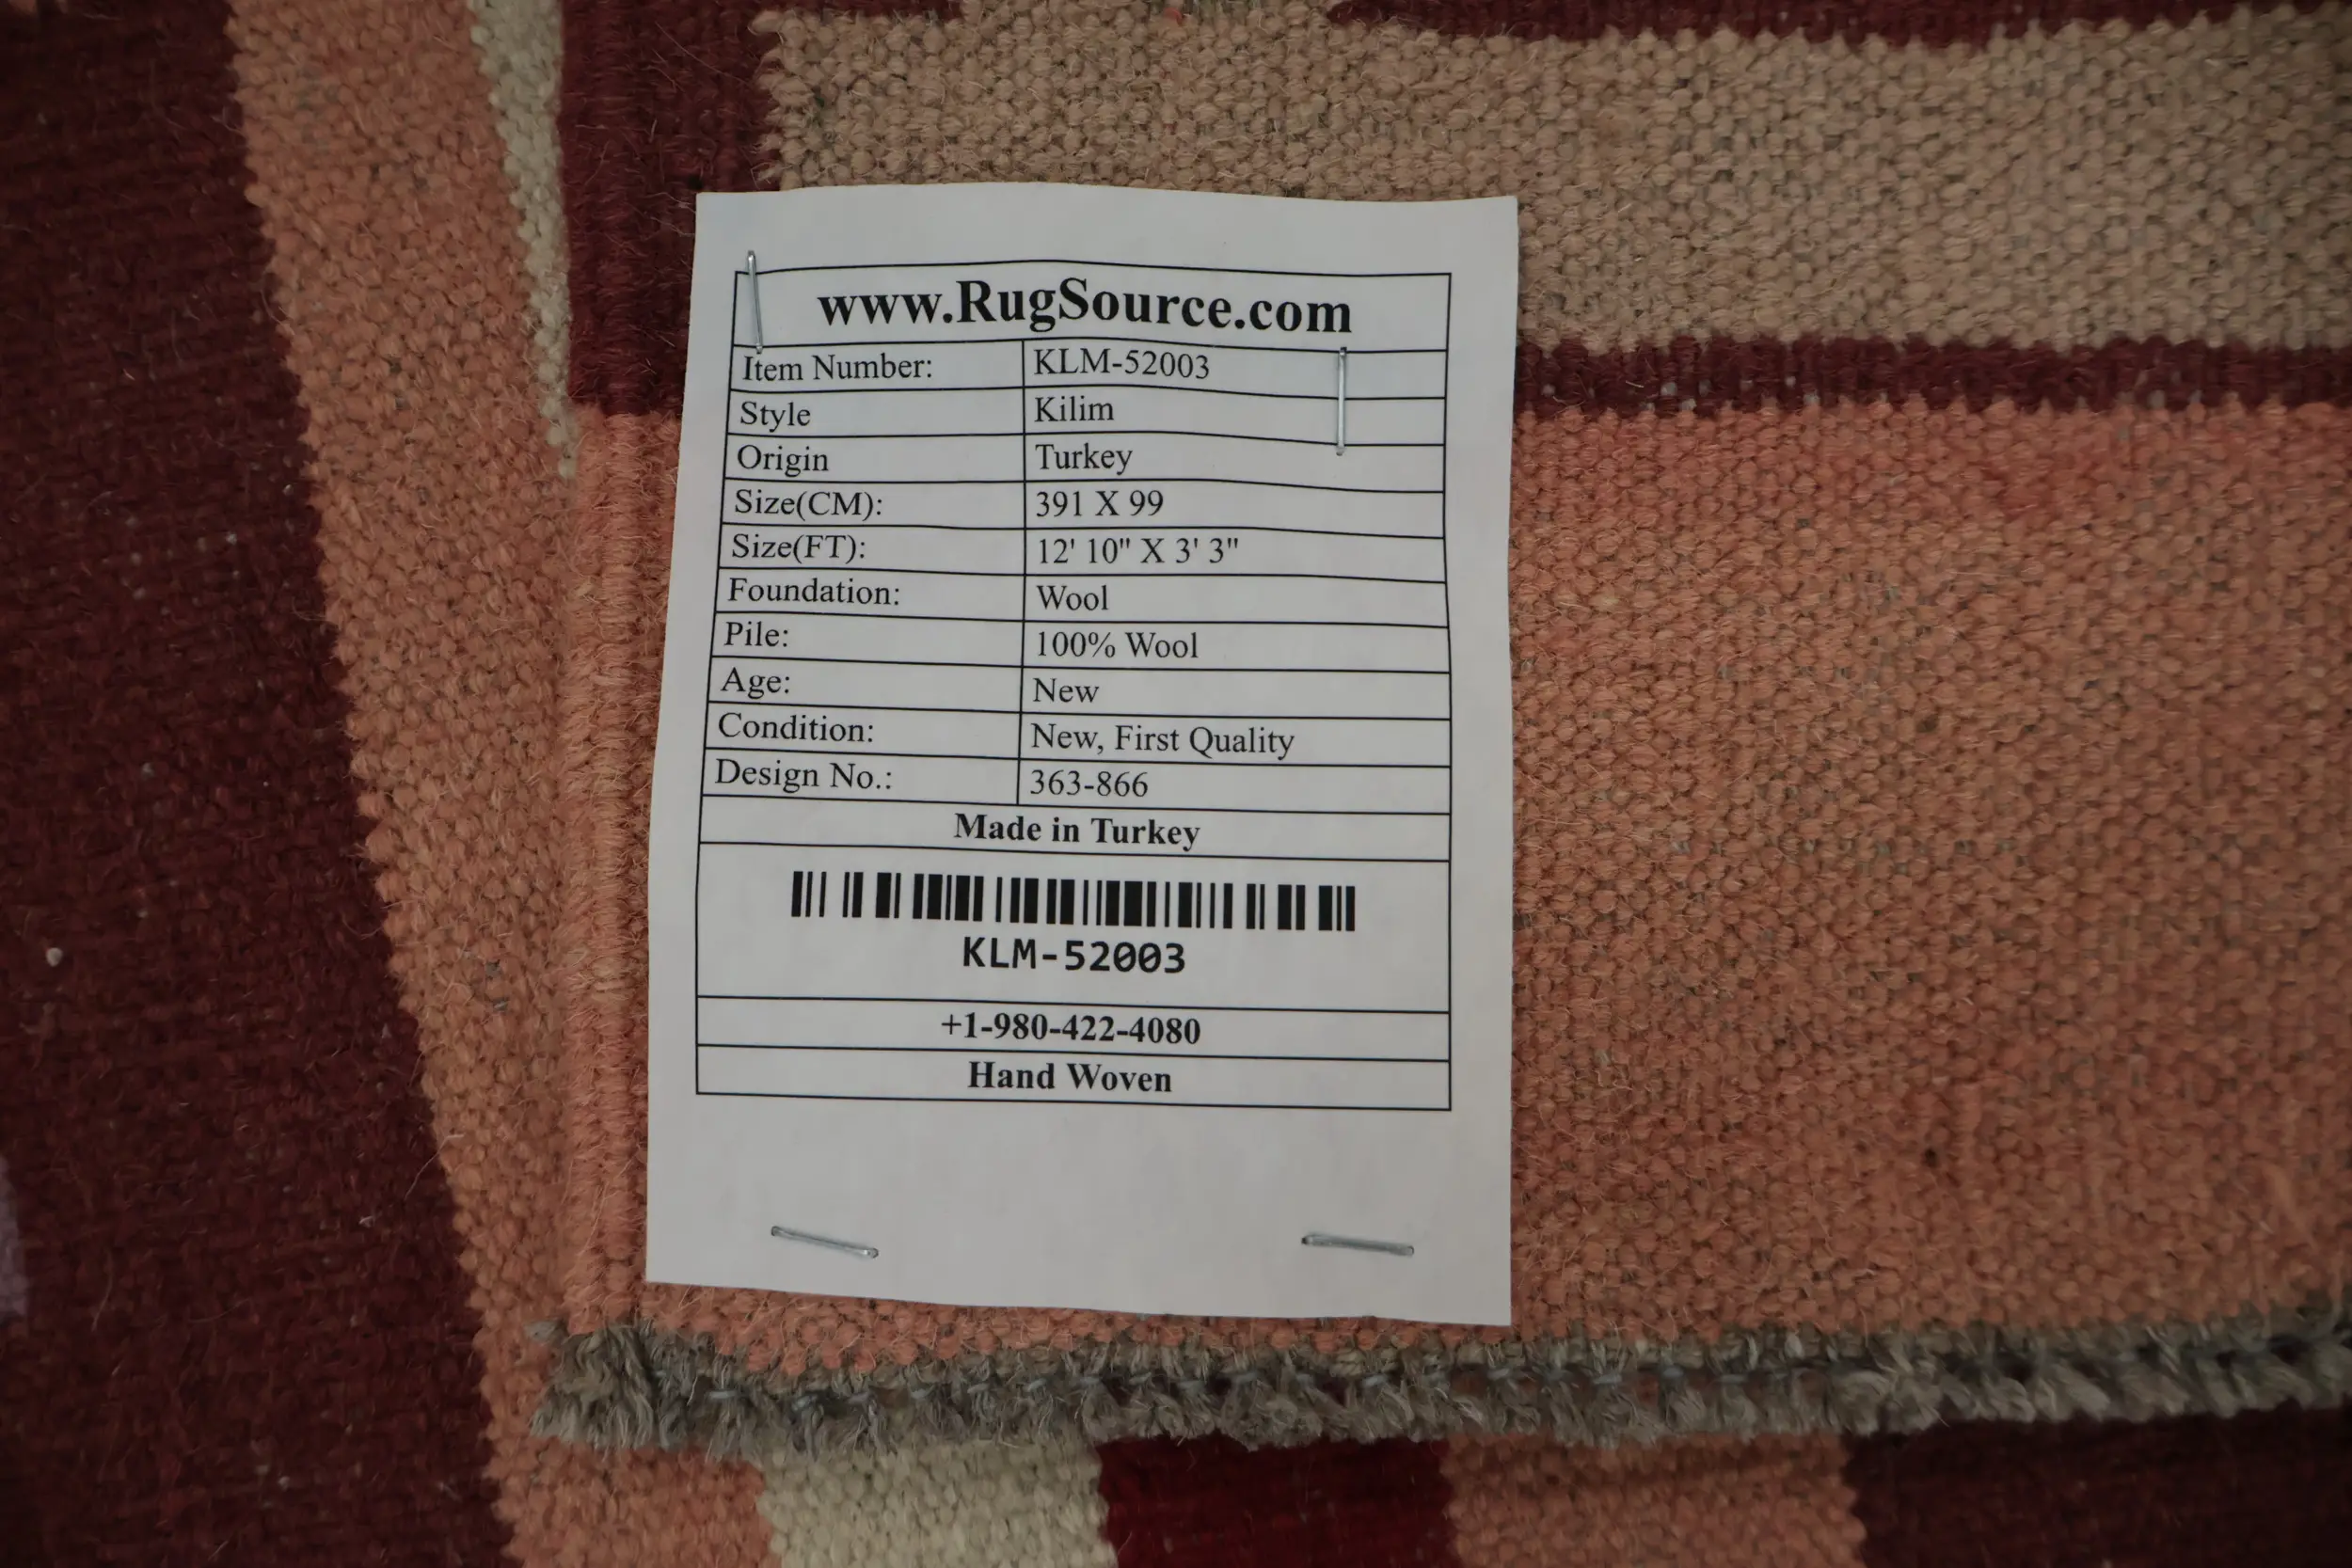 www.RugSource.com
Item Number: KLM-52003
Style Kilim
Origin Turkey
Size(CM): 391 X 99
Size(FT): 12' 10" X 3' 3"
Foundation: Wool
Pile: 100% Wool
Age: New
Condition: New, First Quality
Design No.: 363-866
Made in Turkey
KLM-52003
+1-980-422-4080
Hand Woven